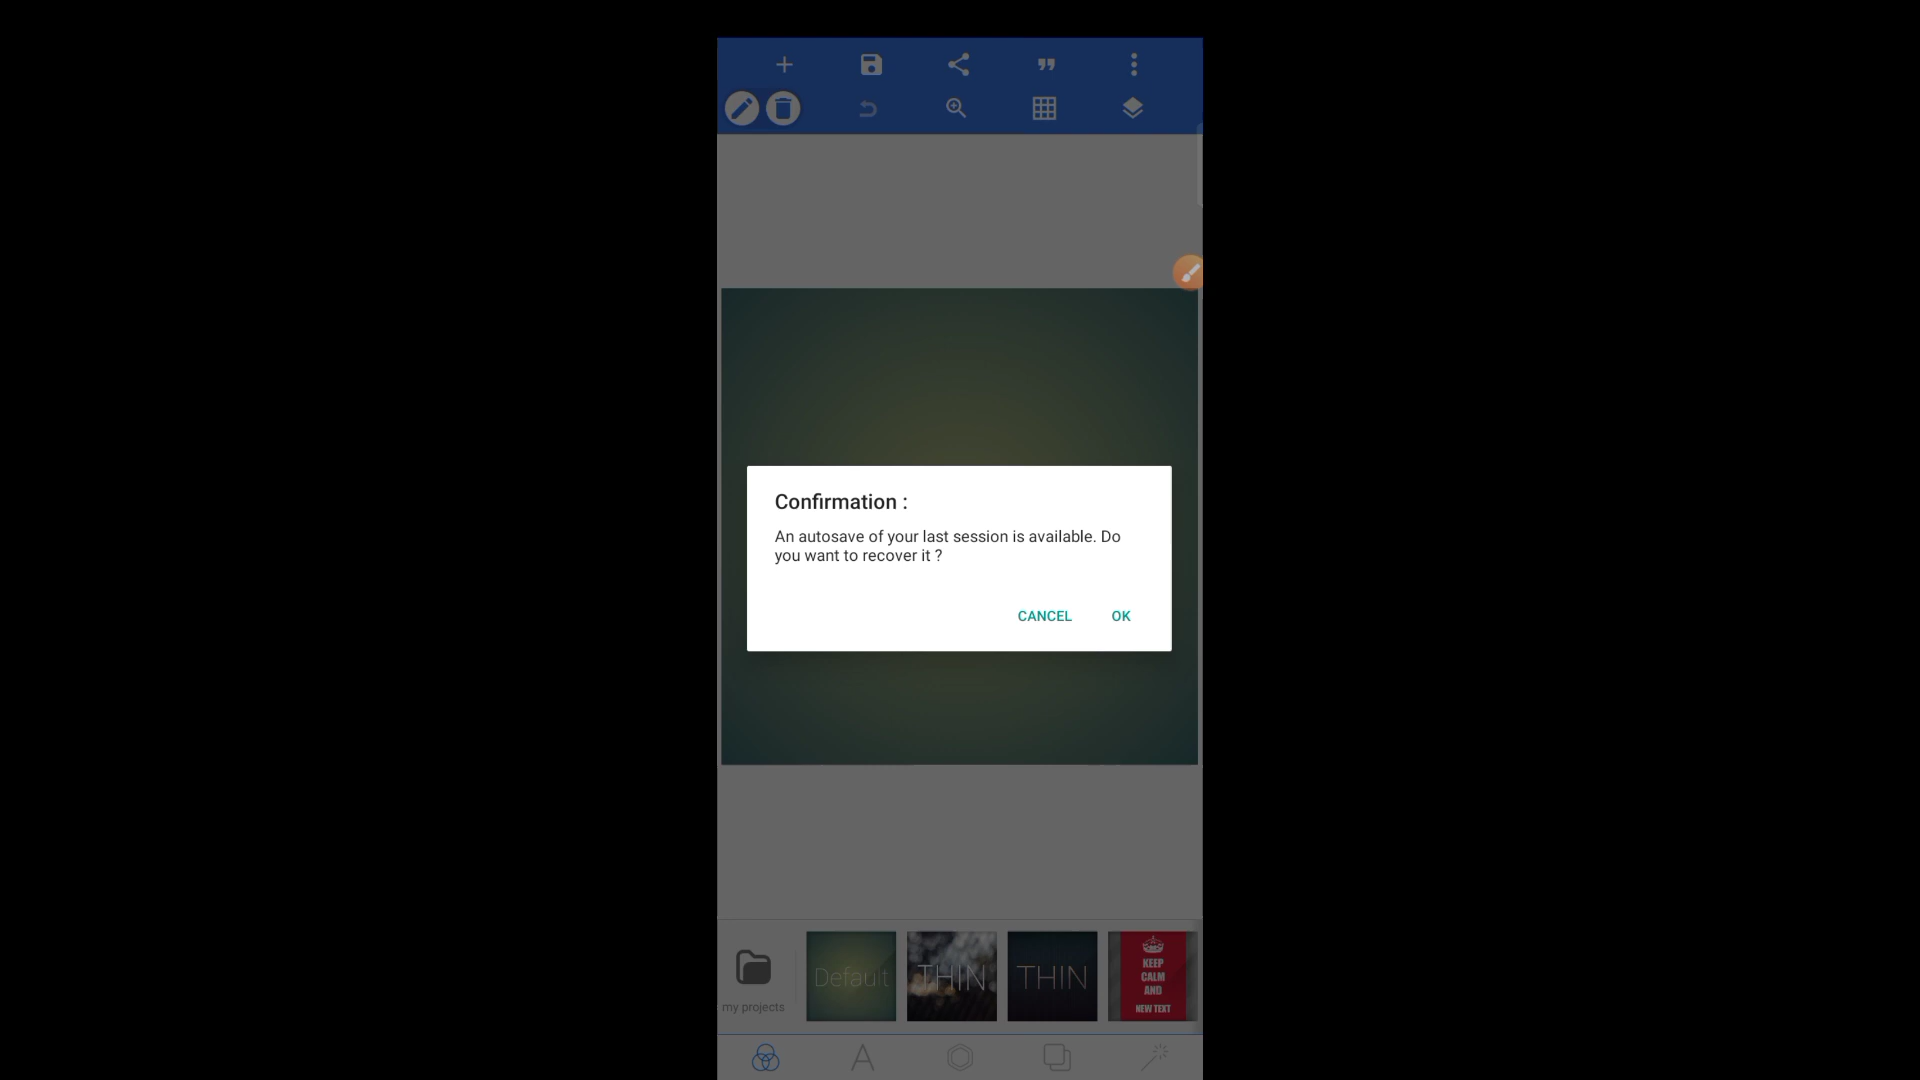 Confirmation :
An autosave of your last session is available. Do
you want to recover it ?
CANCEL OK
my projects
Default
THIN
THIN
KEEP
CALM
AND
NEW TEXT